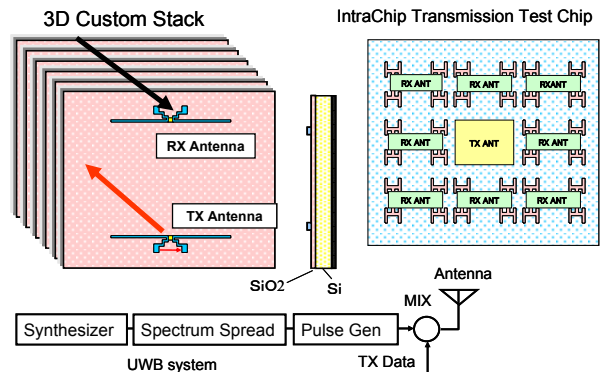 3D Custom Stack
IntraChip Transmission Test Chip
RX Antenna
TX Antenna
SiO2
Si
RX ANT
RX ANT
RXANT
RX ANT
TX ANT
RX ANT
RX ANT
RX ANT
RX ANT
Antenna
MIX
Synthesizer
Spectrum Spread
Pulse Gen
UWB system
TX Data